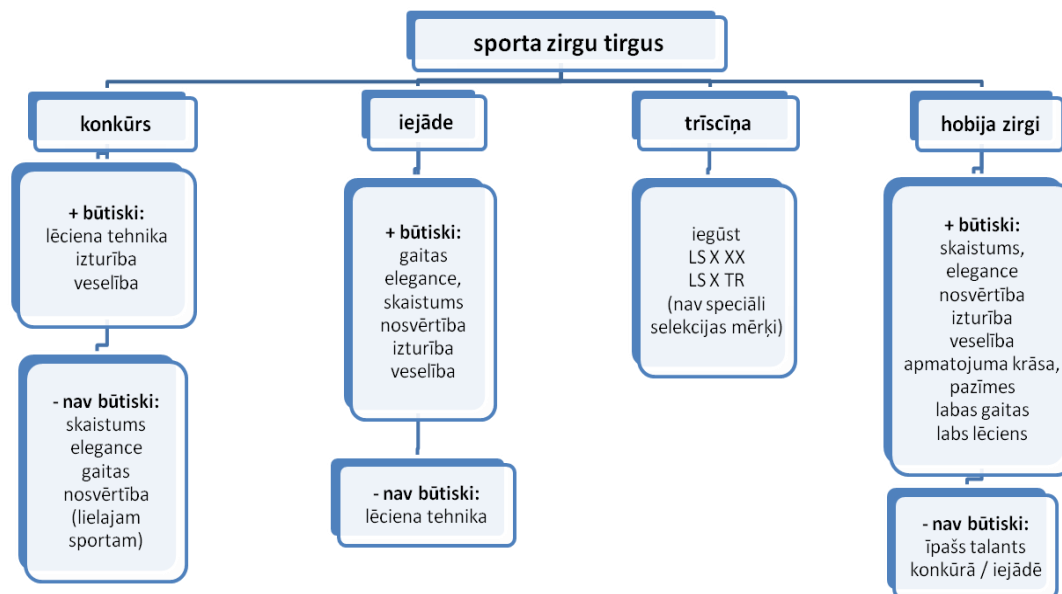 sporta zirgu tirgus
konkūrs
+ būtiski:
lēciena tehnika
izturība
veselība
- nav būtiski:
skaistums
elegance
gaitas
nosvērtība
(lielajam
sportam)
iejāde
+ būtiski:
gaitas
elegance,
skaistums
nosvērtība
izturība
veselība
- nav būtiski:
lēciena tehnika
trīscīņa
iegūst
LS X XX
LS X TR
(nav speciāli
selekcijas mērķi)
hobija zirgi
+ būtiski:
skaistums,
elegance
nosvērtība
izturība
veselība
apmatojuma krāsa,
pazīmes
labas gaitas
labs lēciens
- nav būtiski:
īpašs talants
konkūrā / iejādē